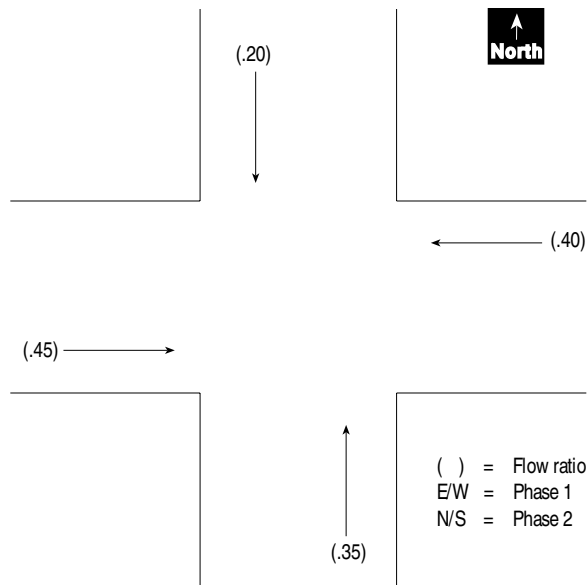 (.20)
North
(.40)
(.45)
( ) = Flow ratio
E/W = Phase 1
N/S = Phase 2
(.35)